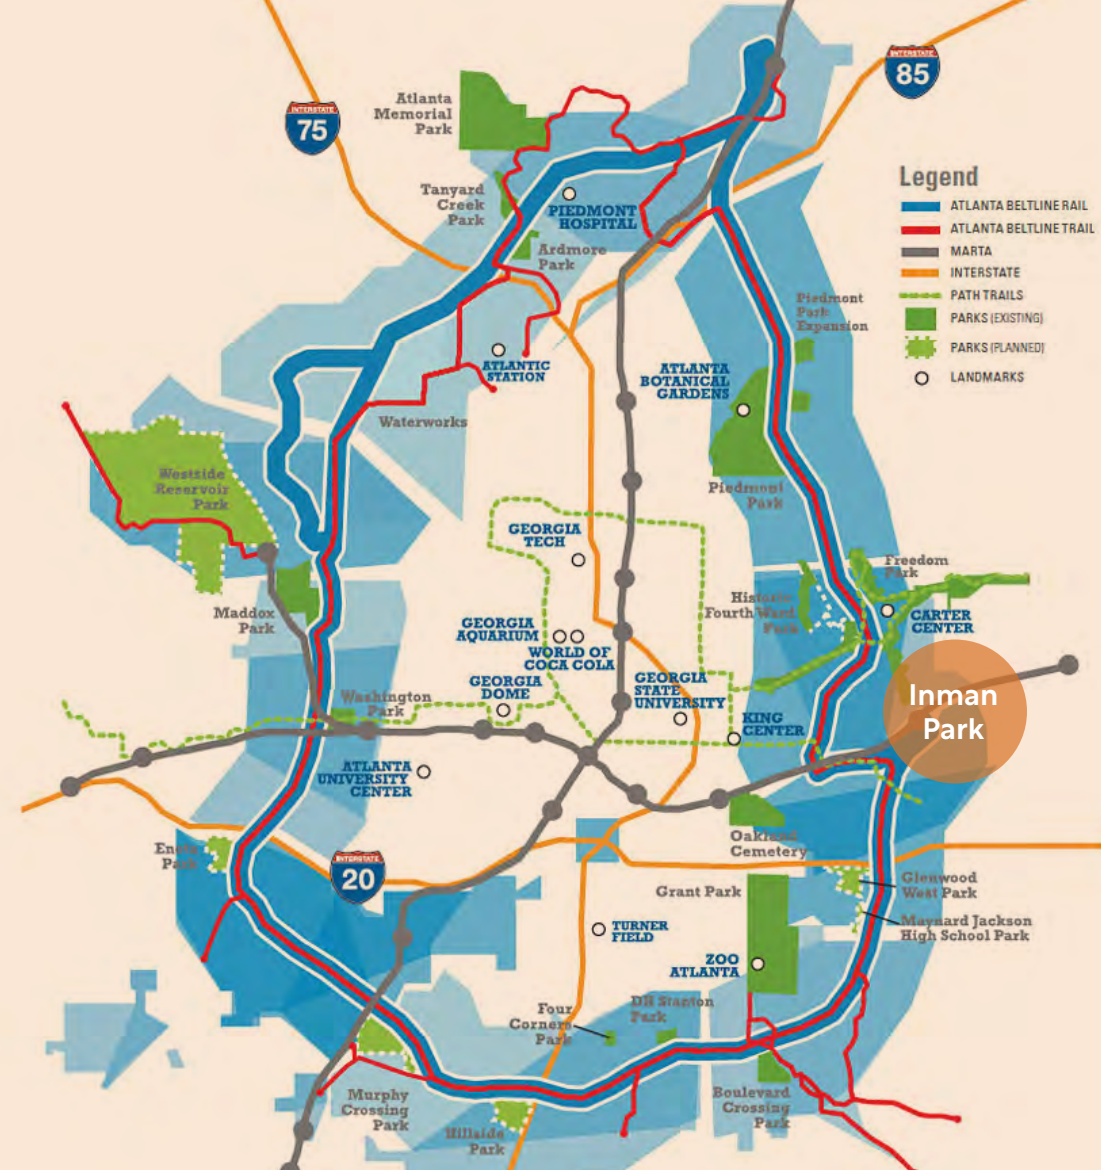 INTERSTATE
85
INTERSTATE
75
Atlanta
Memorial
Park
Tanyard
Creek
Park
PIEDMONT
HOSPITAL
Ardmore
Park
Legend
ATLANTA BELTLINE RAIL
ATLANTA BELTLINE TRAIL
MARTA
INTERSTATE
PATH TRAILS
PARKS (EXISTING)
PARKS (PLANNED)
LANDMARKS
Piedmont
Park
Expansion
ATLANTIC
STATION
ATLANTA
BOTANICAL
GARDENS
Waterworks
Westside
Reservoir
Park
Piedmont
Park
GEORGIA
TECH
Freedom
Park
Historic
Fourth Ward
Park
Maddox
Park
CARTER
CENTER
GEORGIA
AQUARIUM
WORLD OF
COCA COLA
GEORGIA
DOME
GEORGIA
STATE
UNIVERSITY
Inman
Park
Washington
Park
KING
CENTER
ATLANTA
UNIVERSITY
CENTER
Oakland
Cemetery
Enota
Park
INTERSTATE
20
Grant Park
Glenwood
West Park
Maynard Jackson
High School Park
TURNER
FIELD
ZOO
ATLANTA
Four
Corners
Park
DH Stanton
Park
Murphy
Crossing
Park
Boulevard
Crossing
Park
Hillside
Park